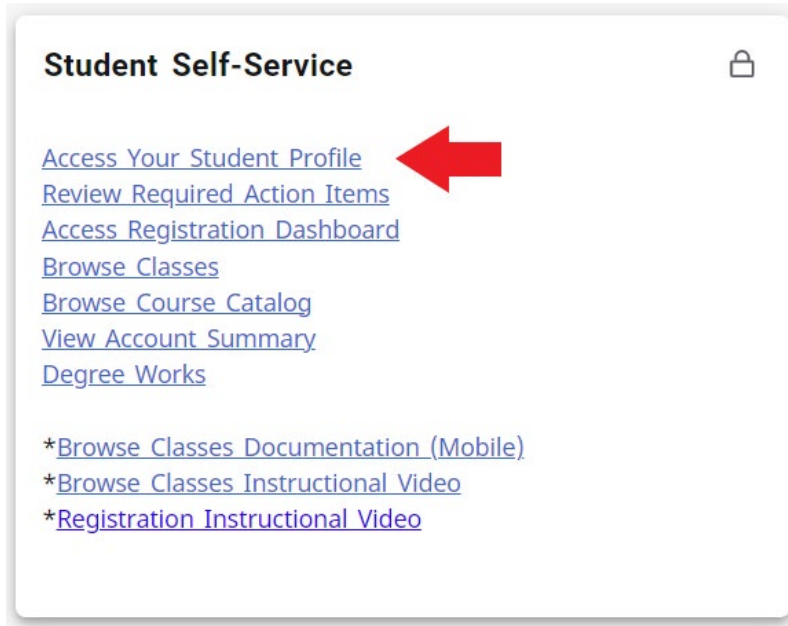 Student Self-Service
Access Your Student Profile
Review Required Action Items
Access Registration Dashboard
Browse Classes
Browse Course Catalog
View Account Summary
Degree Works
*Browse Classes Documentation (Mobile)
*Browse Classes Instructional Video
*Registration Instructional Video